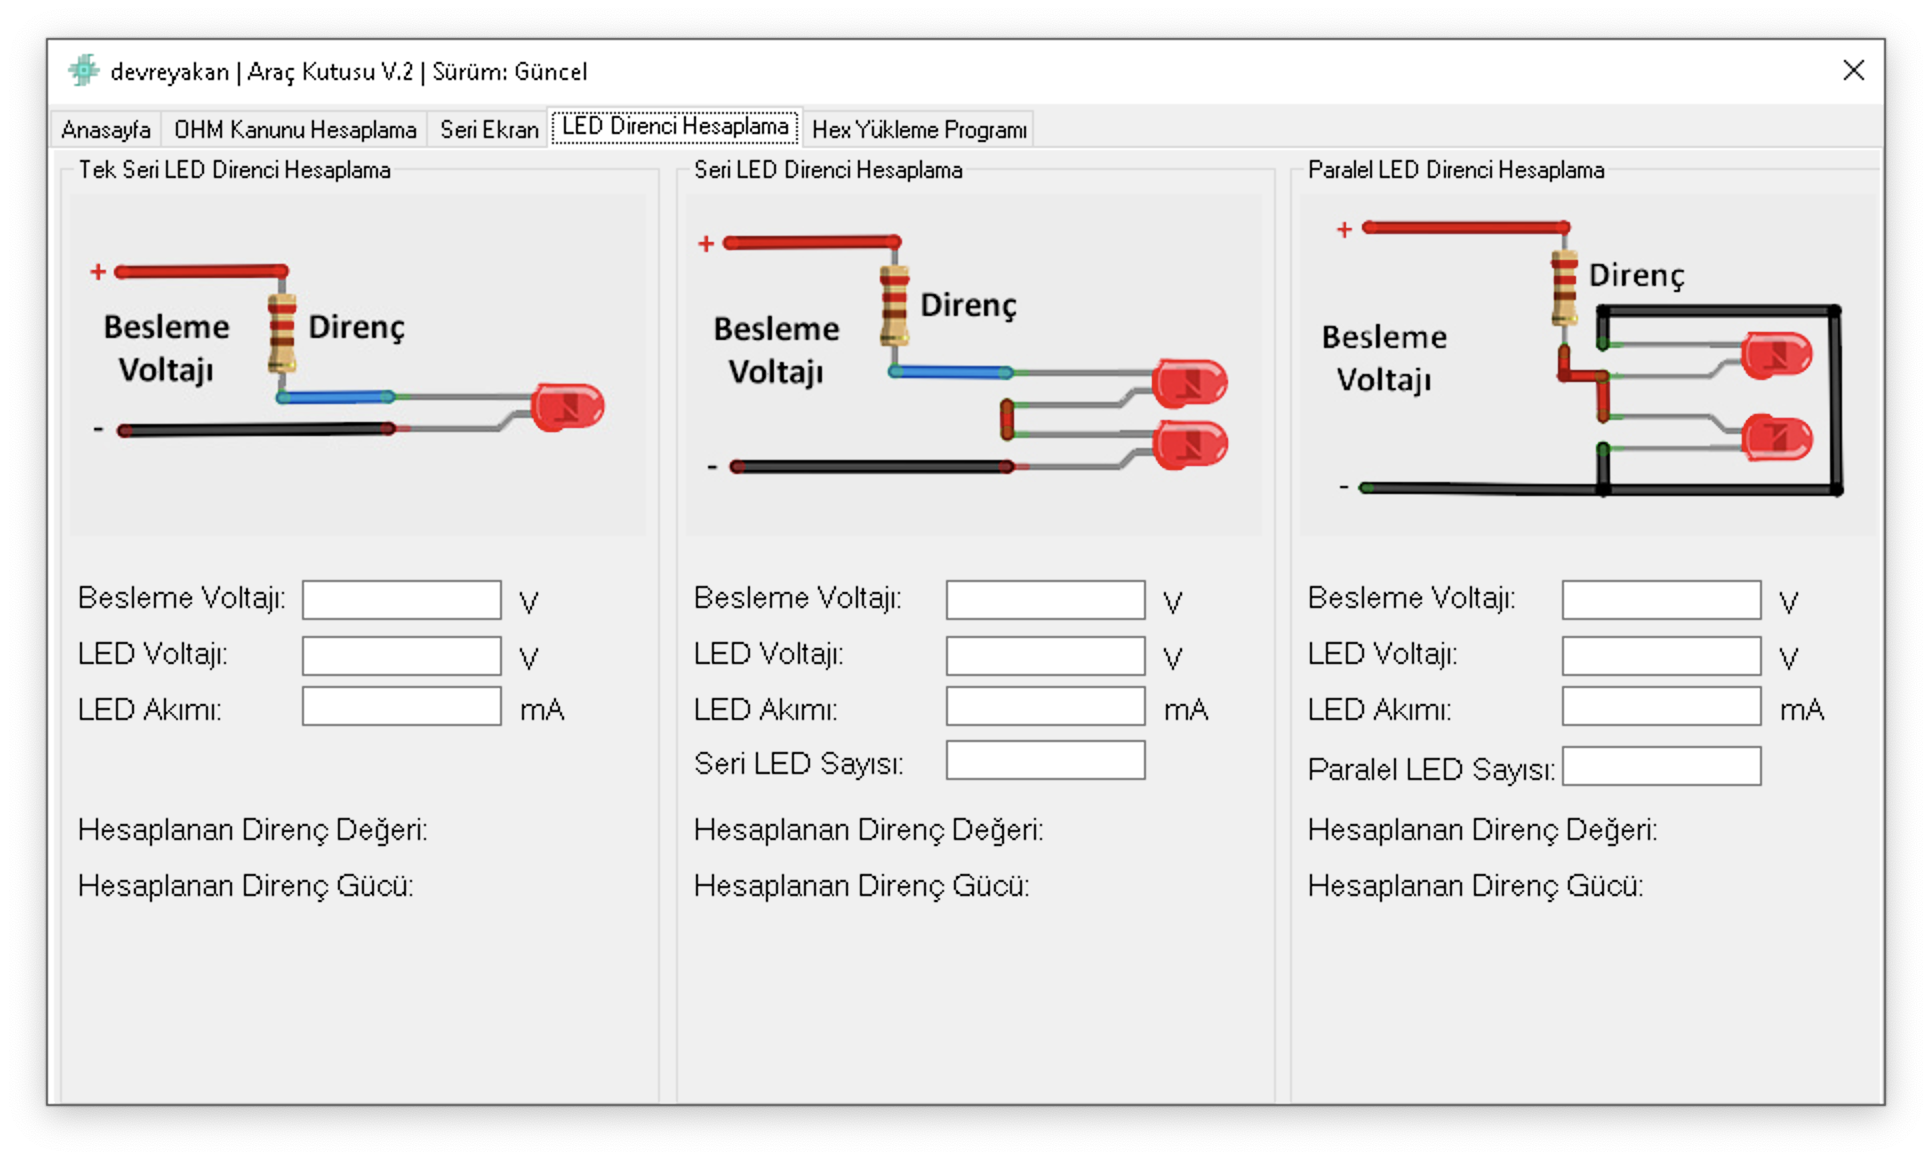 devreyakan | Araç Kutusu V.2 | Sürüm: Güncel
Anasayfa OHM Kanunu Hesaplama Seri Ekran LED Direnci Hesaplama Hex Yükleme Programı
Tek Seri LED Direnci Hesaplama
+
Besleme
Voltajı
Direnç
-
Besleme Voltajı: V
LED Voltajı: V
LED Akımı: mA
Hesaplanan Direnç Değeri:
Hesaplanan Direnç Gücü:
Seri LED Direnci Hesaplama
+
Besleme
Voltajı
Direnç
-
Besleme Voltajı: V
LED Voltajı: V
LED Akımı: mA
Seri LED Sayısı:
Hesaplanan Direnç Değeri:
Hesaplanan Direnç Gücü:
Paralel LED Direnci Hesaplama
+
Direnç
Besleme
Voltajı
-
Besleme Voltajı: V
LED Voltajı: V
LED Akımı: mA
Paralel LED Sayısı:
Hesaplanan Direnç Değeri:
Hesaplanan Direnç Gücü: